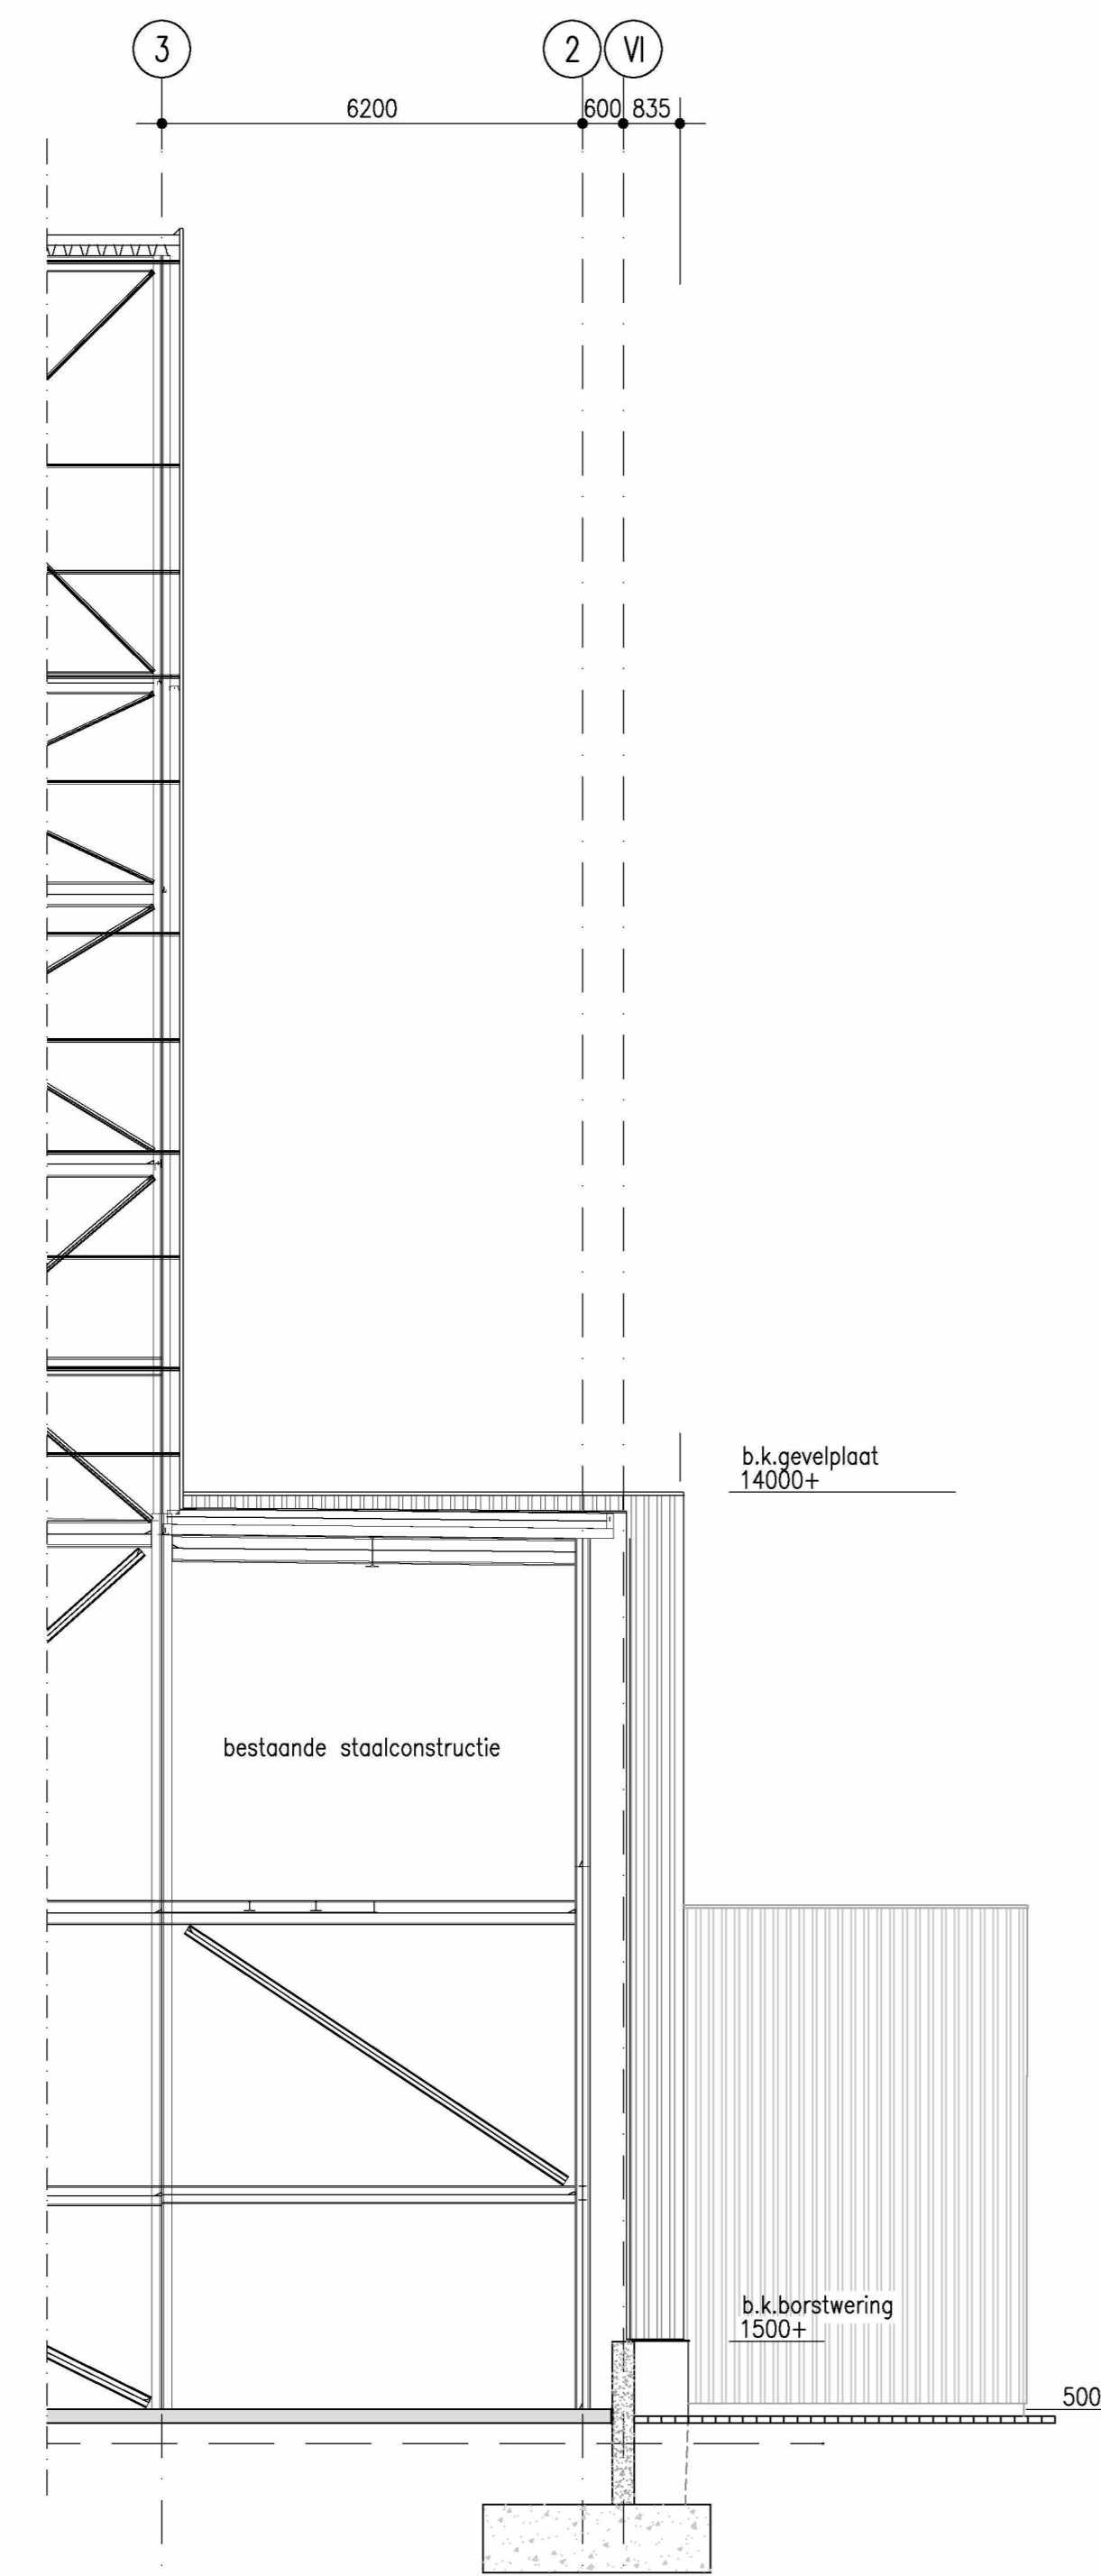 3
2
VI
6200
600
835
b.k.gevelplaat
14000+
bestaande staalconstructie
b.k.borstwering
1500+
500